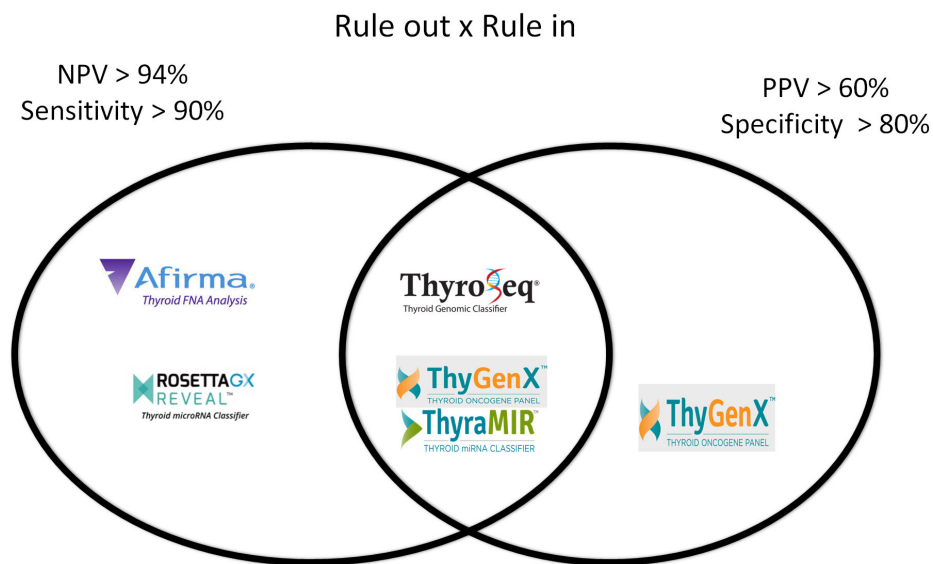 Rule out x Rule in
NPV > 94%
Sensitivity > 90%
PPV > 60%
Specificity > 80%
Afirma®
Thyroid FNA Analysis
ThyroSeq®
Thyroid Genomic Classifier
ROSETTAGX
REVEAL™
Thyroid microRNA Classifier
ThyGenX™
THYROID ONCOGENE PANEL
ThyraMIR™
THYROID miRNA CLASSIFIER
ThyGenX™
THYROID ONCOGENE PANEL